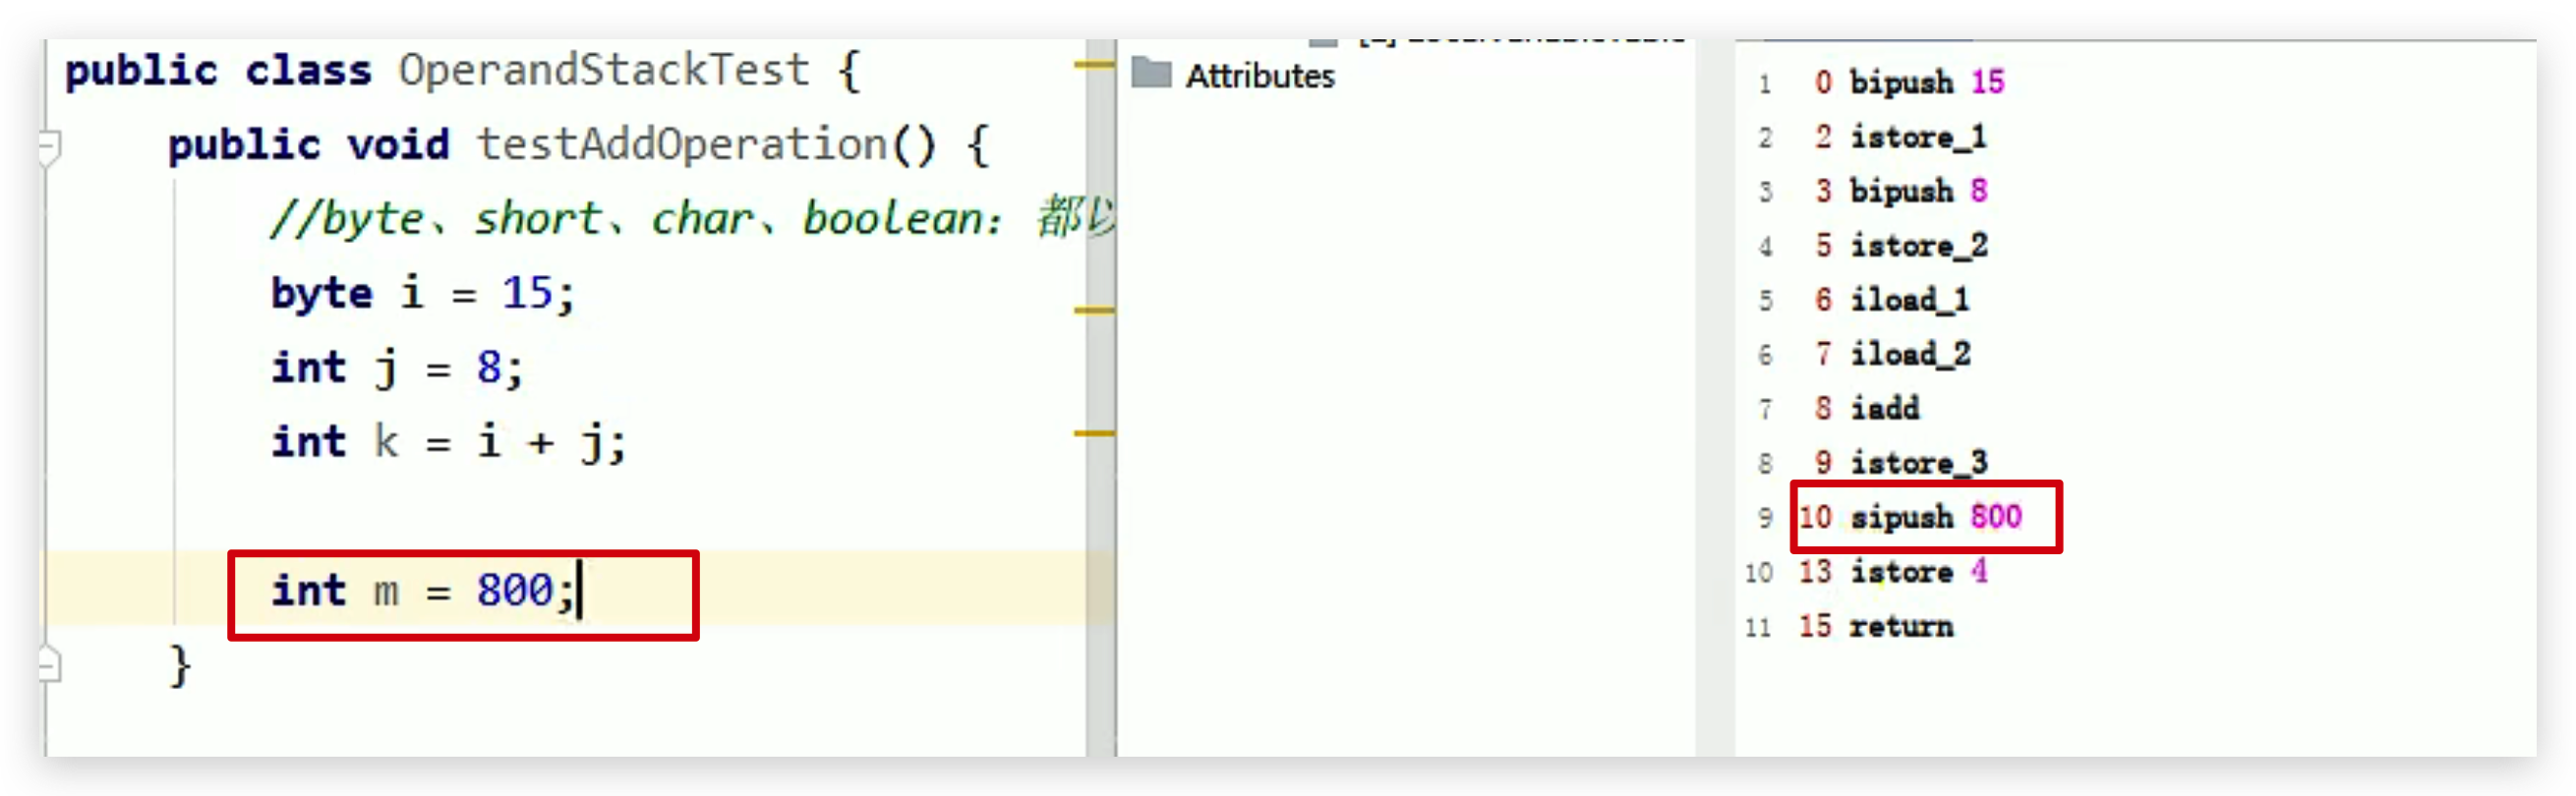 public class OperandStackTest {
public void testAddOperation() {
//byte、short、char、boolean：都以
byte i = 15;
int j = 8;
int k = i + j;
int m = 800;
}
Attributes
1 0 bipush 15
2 2 istore_1
3 3 bipush 8
4 5 istore_2
5 6 iload_1
6 7 iload_2
7 8 iadd
8 9 istore_3
9 10 sipush 800
10 13 istore 4
11 15 return